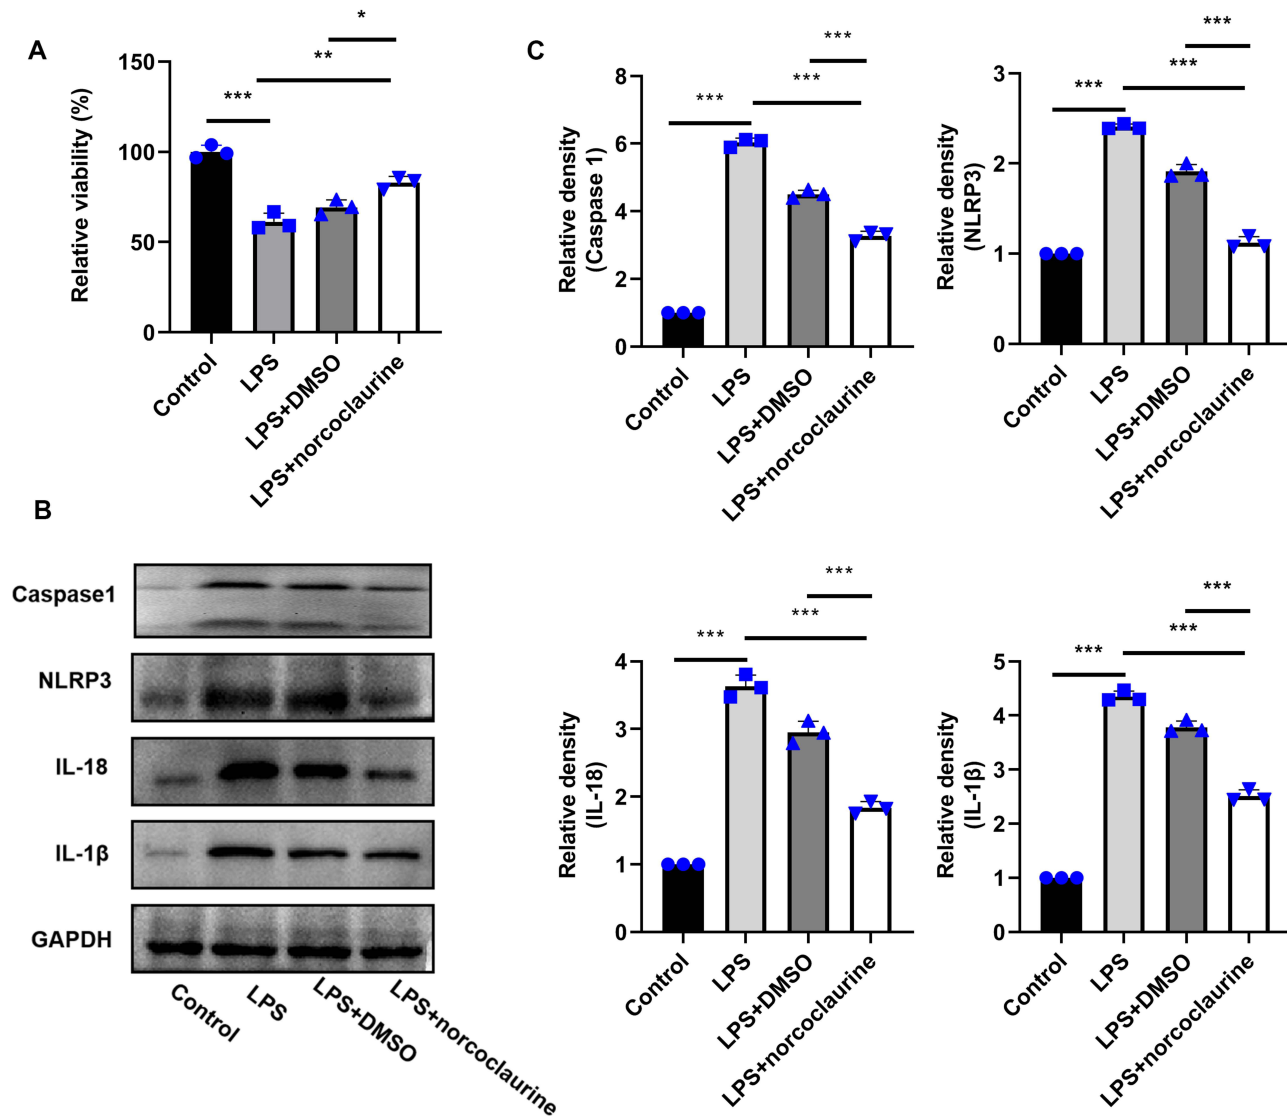 A
Relative viability (%)
150
100
50
0
***
**
*
Control
LPS
LPS+DMSO
LPS+norcoclaurine
B
Caspase1
NLRP3
IL-18
IL-1β
GAPDH
Control
LPS
LPS+DMSO
LPS+norcoclaurine
C
Relative density
(Caspase 1)
8
6
4
2
0
***
***
***
Control
LPS
LPS+DMSO
LPS+norcoclaurine
Relative density
(NLRP3)
3
2
1
0
***
***
***
Control
LPS
LPS+DMSO
LPS+norcoclaurine
Relative density
(IL-18)
4
3
2
1
0
***
***
***
Control
LPS
LPS+DMSO
LPS+norcoclaurine
Relative density
(IL-1β)
5
4
3
2
1
0
***
***
***
Control
LPS
LPS+DMSO
LPS+norcoclaurine